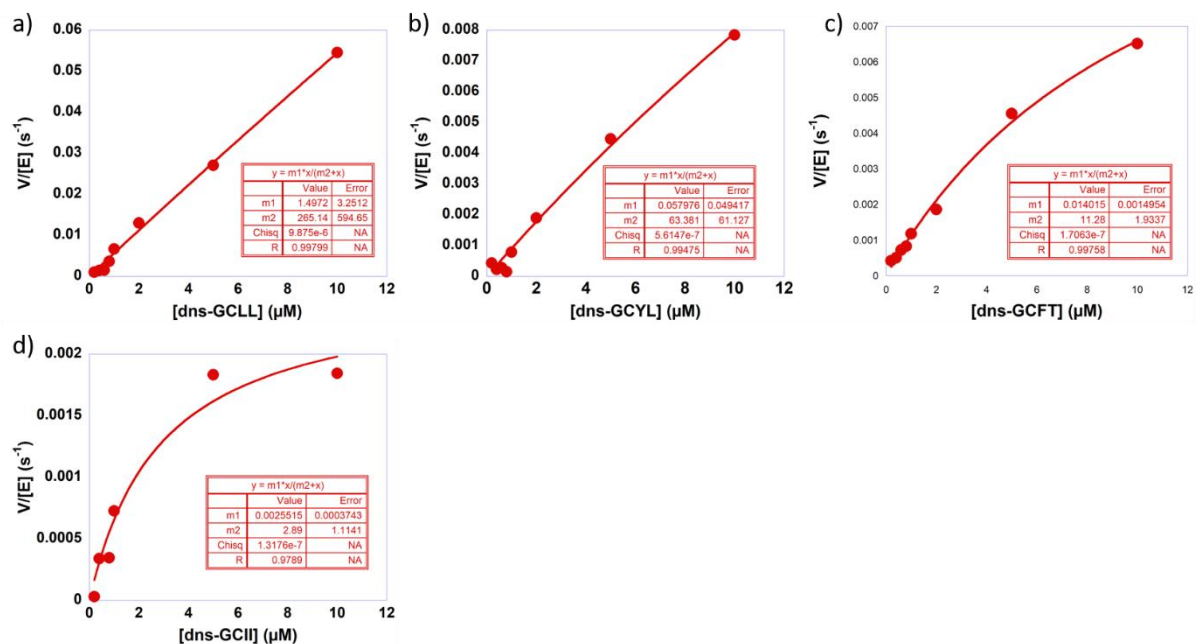 a)
0.06
0.05
0.04
0.03
0.02
0.01
0
V/[E] (s⁻¹)
y = m1*x/(m2+x)
Value Error
m1 1.4972 3.2512
m2 265.14 594.65
Chisq 9.875e-6 NA
R 0.99799 NA
0 2 4 6 8 10 12
[dns-GCLL] (µM)
b)
0.008
0.007
0.006
0.005
0.004
0.003
0.002
0.001
0
V/[E] (s⁻¹)
y = m1*x/(m2+x)
Value Error
m1 0.057976 0.049417
m2 63.381 61.127
Chisq 5.6147e-7 NA
R 0.99475 NA
0 2 4 6 8 10 12
[dns-GCYL] (µM)
c)
0.007
0.006
0.005
0.004
0.003
0.002
0.001
0
V/[E] (s⁻¹)
y = m1*x/(m2+x)
Value Error
m1 0.014015 0.0014954
m2 11.28 1.9337
Chisq 1.7063e-7 NA
R 0.99758 NA
0 2 4 6 8 10 12
[dns-GCFT] (µM)
d)
0.002
0.0015
0.001
0.0005
0
V/[E] (s⁻¹)
y = m1*x/(m2+x)
Value Error
m1 0.0025515 0.0003743
m2 2.89 1.1141
Chisq 1.3176e-7 NA
R 0.9789 NA
0 2 4 6 8 10 12
[dns-GCII] (µM)